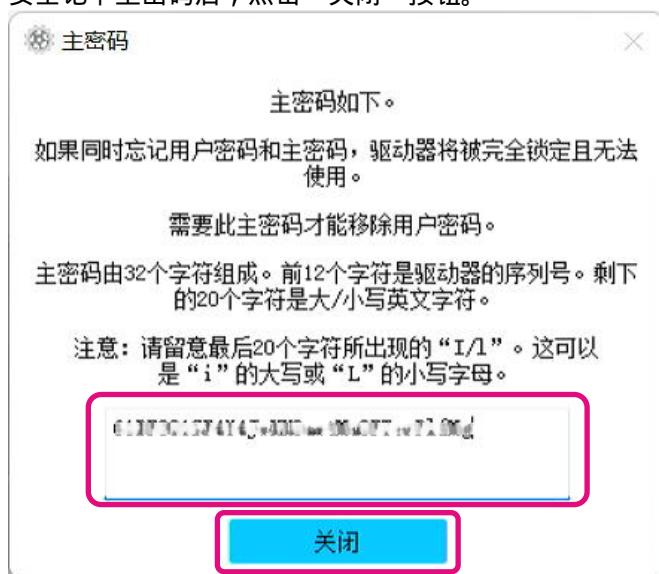 主密码
主密码如下。
如果同时忘记用户密码和主密码，驱动器将被完全锁定且无法
使用。
需要此主密码才能移除用户密码。
主密码由32个字符组成。前12个字符是驱动器的序列号。剩下
的20个字符是大/小写英文字符。
注意：请留意最后20个字符所出现的“I/l”。这可以
是“i”的大写或“L”的小写字母。
关闭